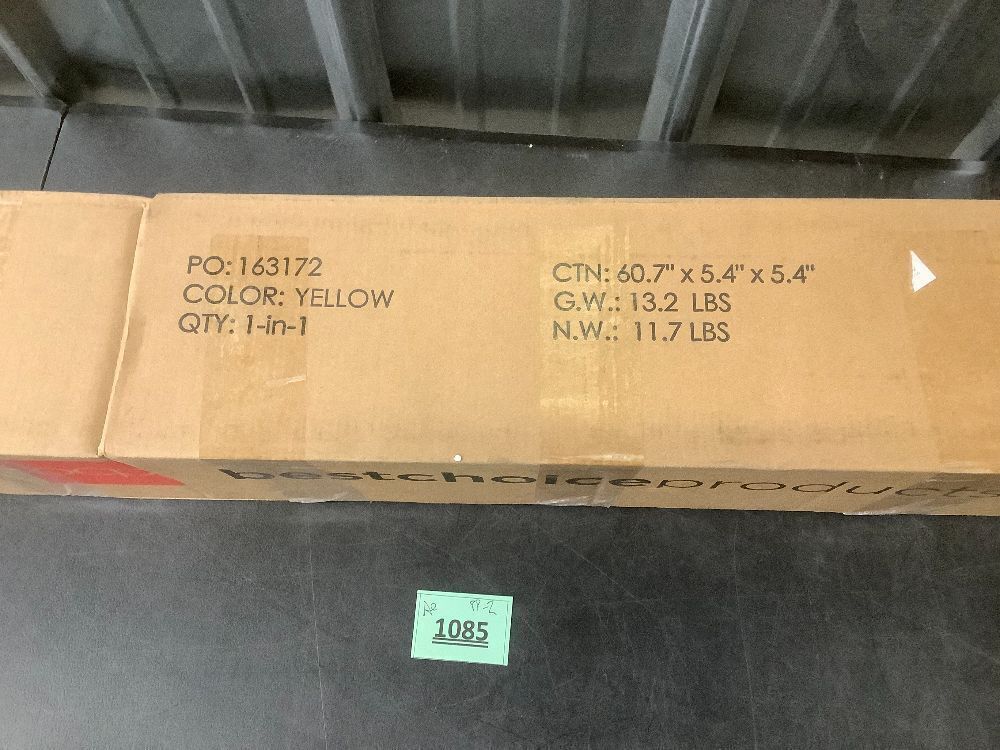 PO: 163172
COLOR: YELLOW
QTY: 1-in-1
CTN: 60.7" x 5.4" x 5.4"
G.W.: 13.2 LBS
N.W.: 11.7 LBS
bestchoiceproducts
1085